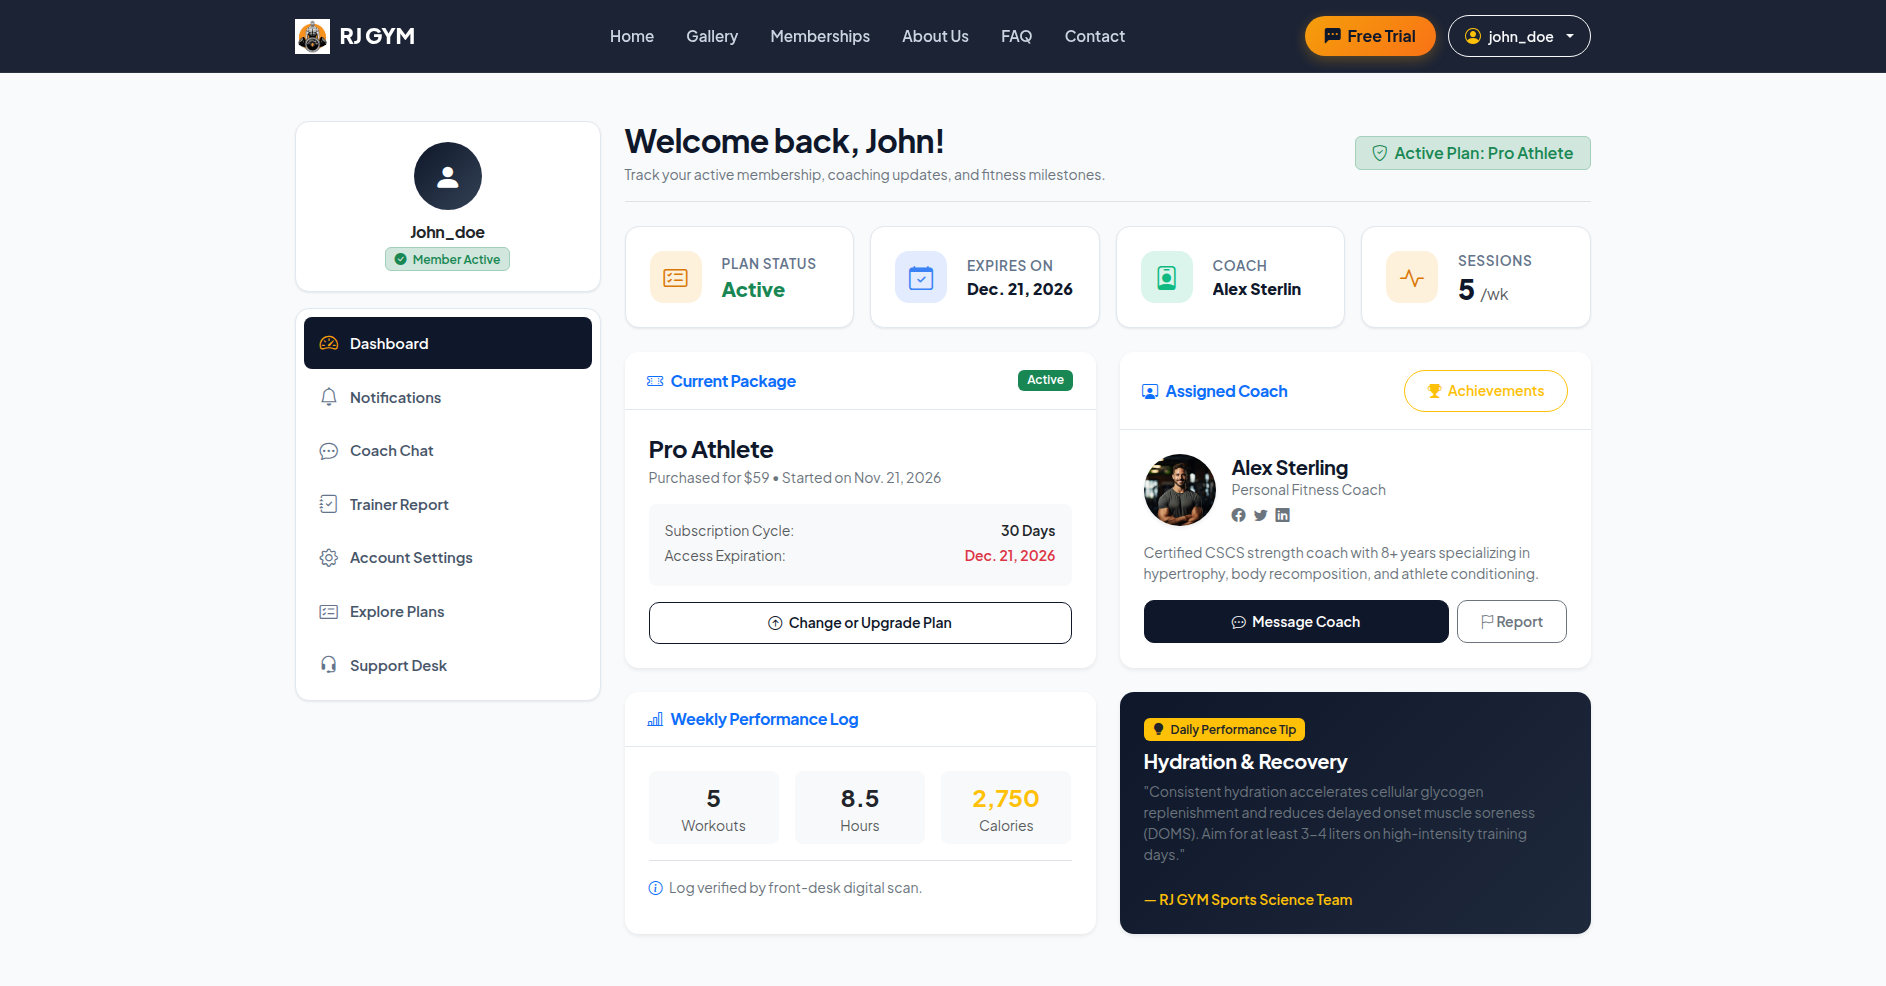 RJ GYM
Home
Gallery
Memberships
About Us
FAQ
Contact
Free Trial
john_doe
John_doe
Member Active
Dashboard
Notifications
Coach Chat
Trainer Report
Account Settings
Explore Plans
Support Desk
Welcome back, John!
Track your active membership, coaching updates, and fitness milestones.
Active Plan: Pro Athlete
PLAN STATUS
Active
EXPIRES ON
Dec. 21, 2026
COACH
Alex Sterlin
SESSIONS
5 /wk
Current Package
Active
Pro Athlete
Purchased for $59 • Started on Nov. 21, 2026
Subscription Cycle: 30 Days
Access Expiration: Dec. 21, 2026
Change or Upgrade Plan
Assigned Coach
Achievements
Alex Sterling
Personal Fitness Coach
Certified CSCS strength coach with 8+ years specializing in
hypertrophy, body recomposition, and athlete conditioning.
Message Coach
Report
Weekly Performance Log
5
Workouts
8.5
Hours
2,750
Calories
Log verified by front-desk digital scan.
Daily Performance Tip
Hydration & Recovery
"Consistent hydration accelerates cellular glycogen
replenishment and reduces delayed onset muscle soreness
(DOMS). Aim for at least 3–4 liters on high-intensity training
days."
— RJ GYM Sports Science Team